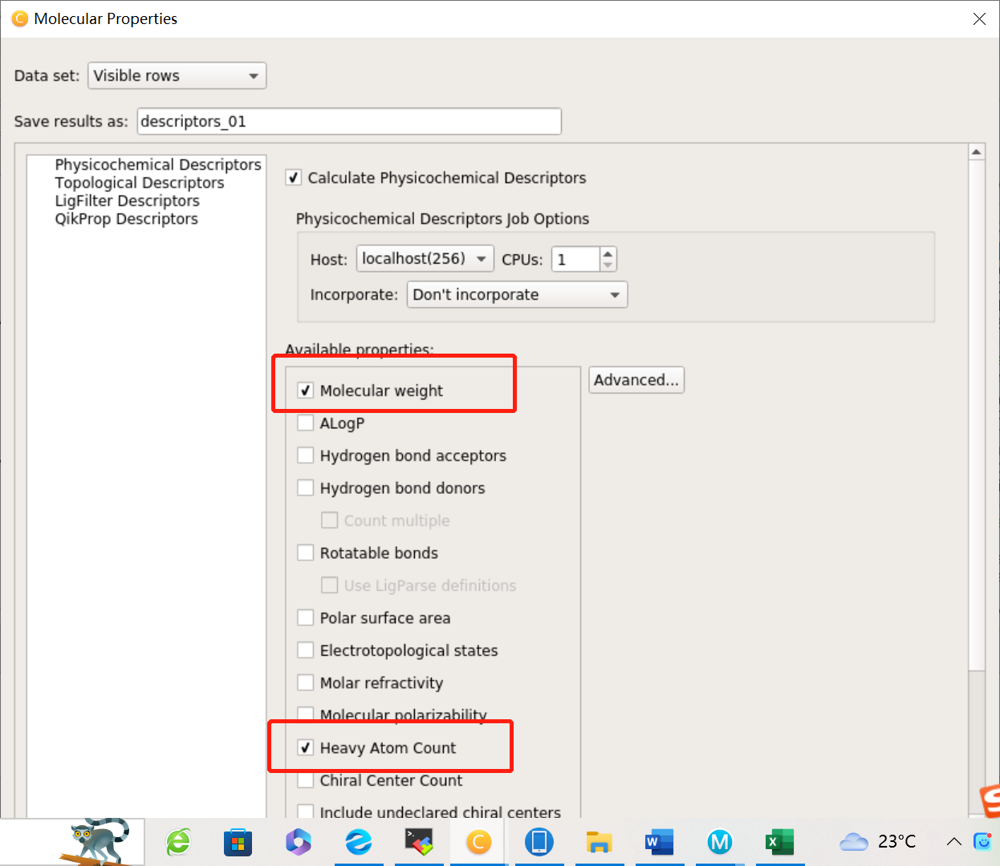 Molecular Properties
Data set: Visible rows
Save results as: descriptors_01
Physicochemical Descriptors
Topological Descriptors
LigFilter Descriptors
QikProp Descriptors
Calculate Physicochemical Descriptors
Physicochemical Descriptors Job Options
Host: localhost(256) CPUs: 1
Incorporate: Don't incorporate
Available properties:
Molecular weight
Advanced...
ALogP
Hydrogen bond acceptors
Hydrogen bond donors
Count multiple
Rotatable bonds
Use LigParse definitions
Polar surface area
Electrotopological states
Molar refractivity
Molecular polarizability
Heavy Atom Count
Chiral Center Count
Include undeclared chiral centers
23°C